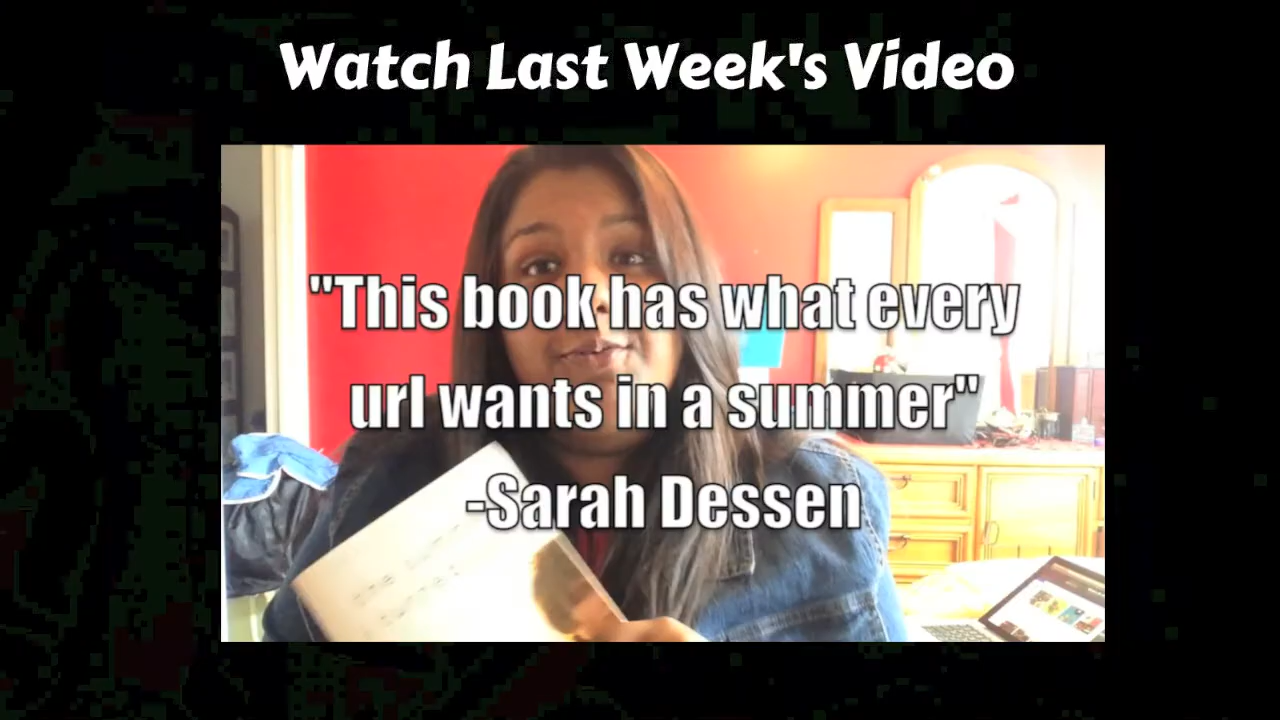 Watch Last Week's Video
"This book has what every
url wants in a summer"
-Sarah Dessen